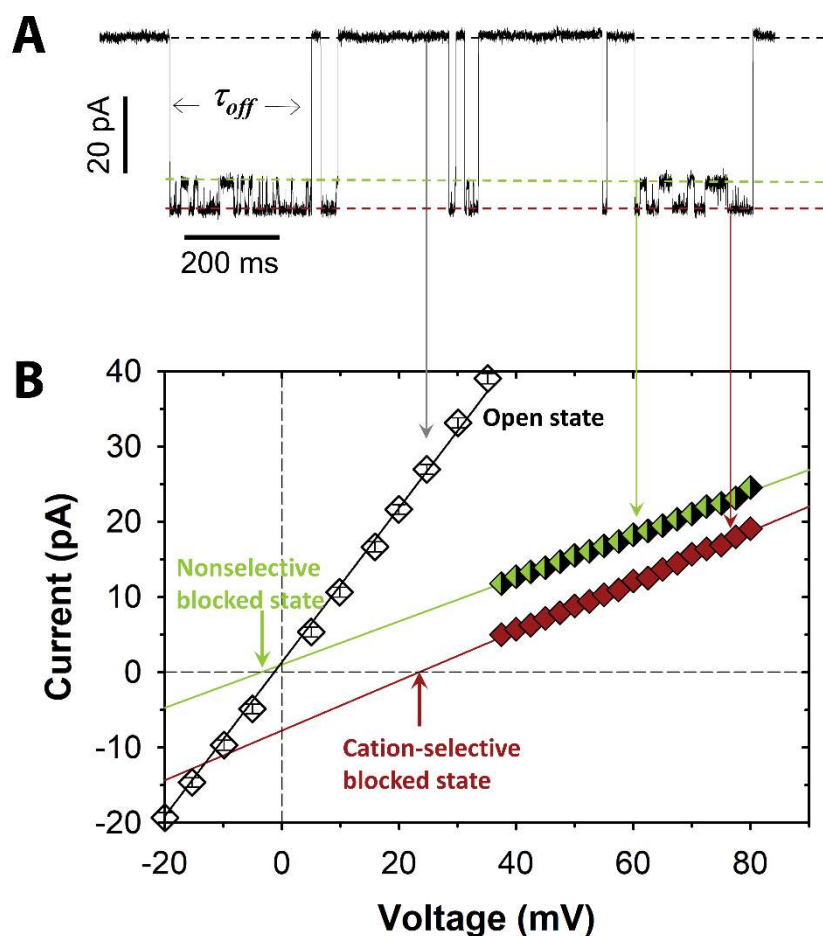 A
τoff
20 pA
200 ms
B
40
30
20
10
0
-10
-20
Current (pA)
Open state
Nonselective
blocked state
Cation-selective
blocked state
-20 0 20 40 60 80
Voltage (mV)